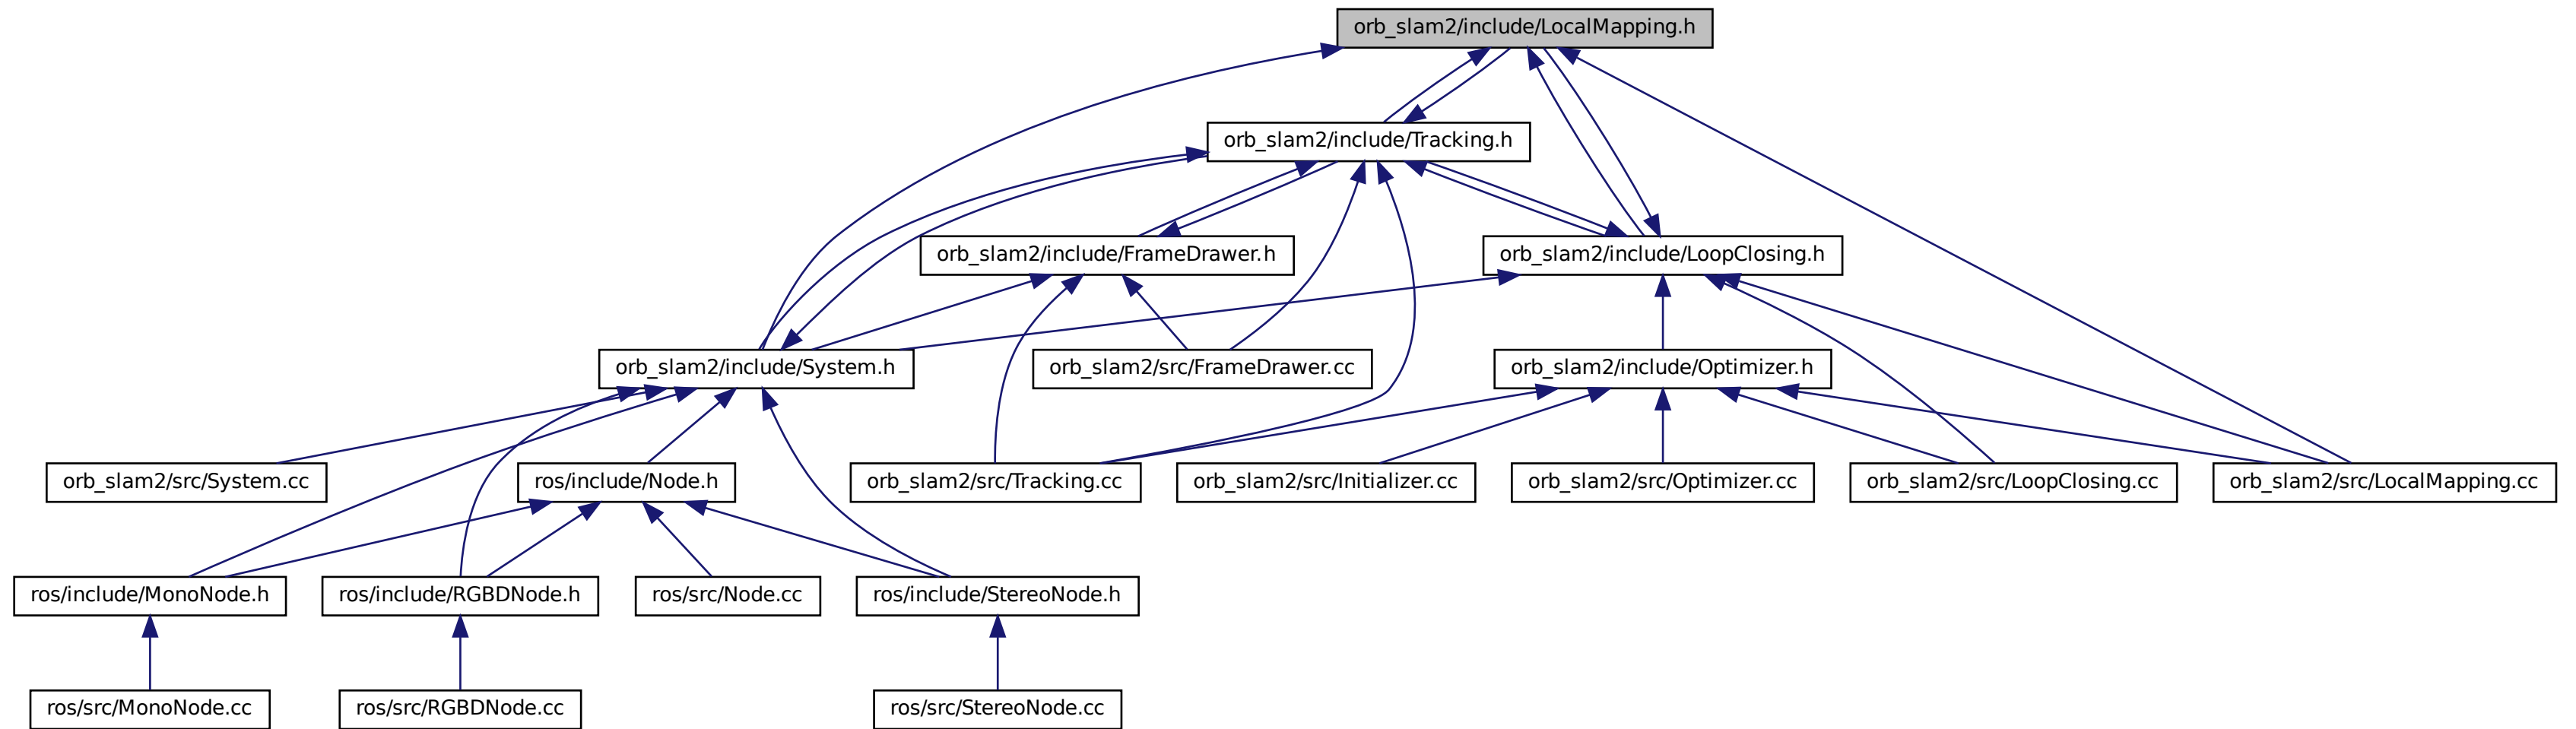 orb_slam2/include/LocalMapping.h
orb_slam2/include/Tracking.h
orb_slam2/include/FrameDrawer.h
orb_slam2/include/LoopClosing.h
orb_slam2/include/System.h
orb_slam2/src/FrameDrawer.cc
orb_slam2/include/Optimizer.h
orb_slam2/src/System.cc
ros/include/Node.h
orb_slam2/src/Tracking.cc
orb_slam2/src/Initializer.cc
orb_slam2/src/Optimizer.cc
orb_slam2/src/LoopClosing.cc
orb_slam2/src/LocalMapping.cc
ros/include/MonoNode.h
ros/include/RGBDNode.h
ros/src/Node.cc
ros/include/StereoNode.h
ros/src/MonoNode.cc
ros/src/RGBDNode.cc
ros/src/StereoNode.cc